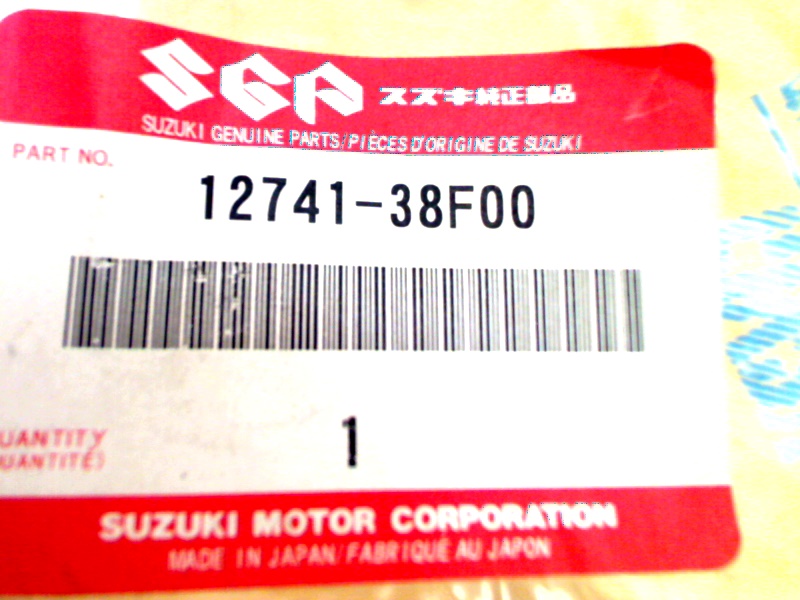 SGP スズキ純正部品
SUZUKI GENUINE PARTS/PIÈCES D'ORIGINE DE SUZUKI
PART NO.
12741-38F00
UANTITY 1
UANTITÉ)
SUZUKI MOTOR CORPORATION
MADE IN JAPAN/FABRIQUÉ AU JAPON